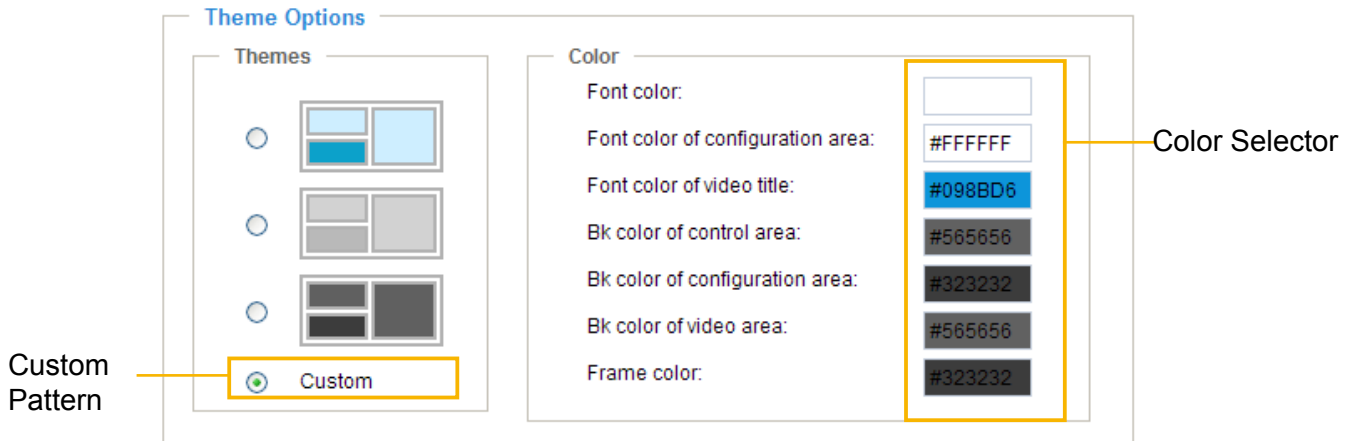 Theme Options
Themes
Custom
Color
Font color:
Font color of configuration area: #FFFFFF
Font color of video title: #098BD6
Bk color of control area: #565656
Bk color of configuration area: #323232
Bk color of video area: #565656
Frame color: #323232
Color Selector
Custom
Pattern